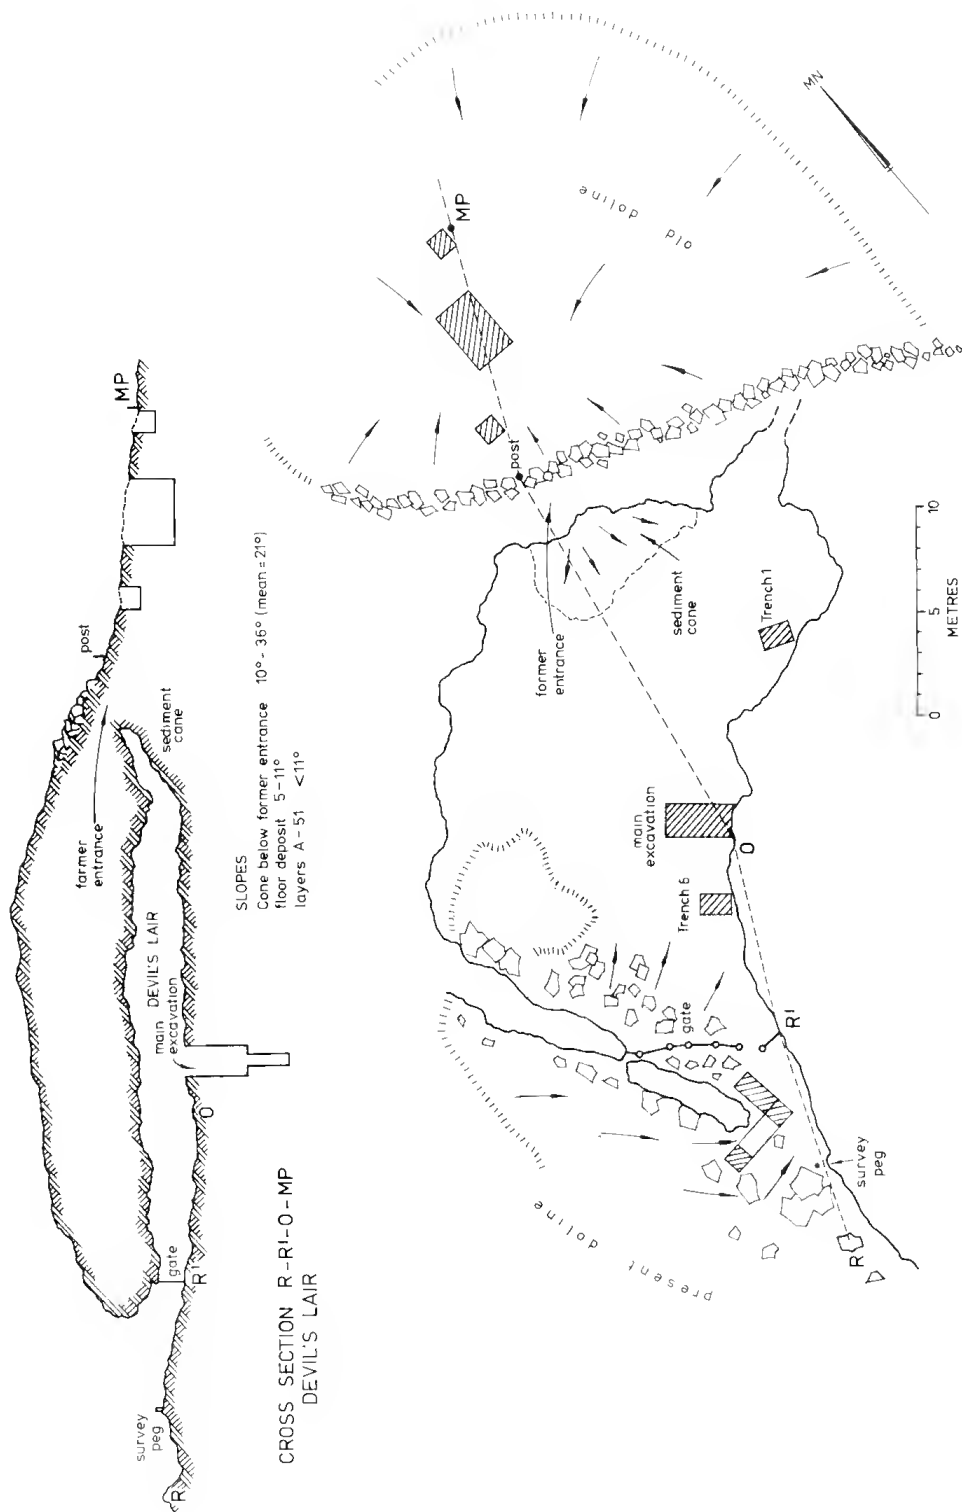 MP
post
former
entrance
sediment
cone
DEVIL'S LAIR
main
excavation
O
gate
R'
survey
peg
R
SLOPES
Cone below former entrance 10°- 36° (mean = 21°)
floor deposit 5-11°
layers A - 51 <11°
CROSS SECTION R-R'-O-MP
DEVIL'S LAIR
MN
old doline
MP
post
former
entrance
sediment
cone
Trench 1
main
excavation
O
Trench 6
gate
R'
survey
peg
R
present doline
0
5
10
METRES